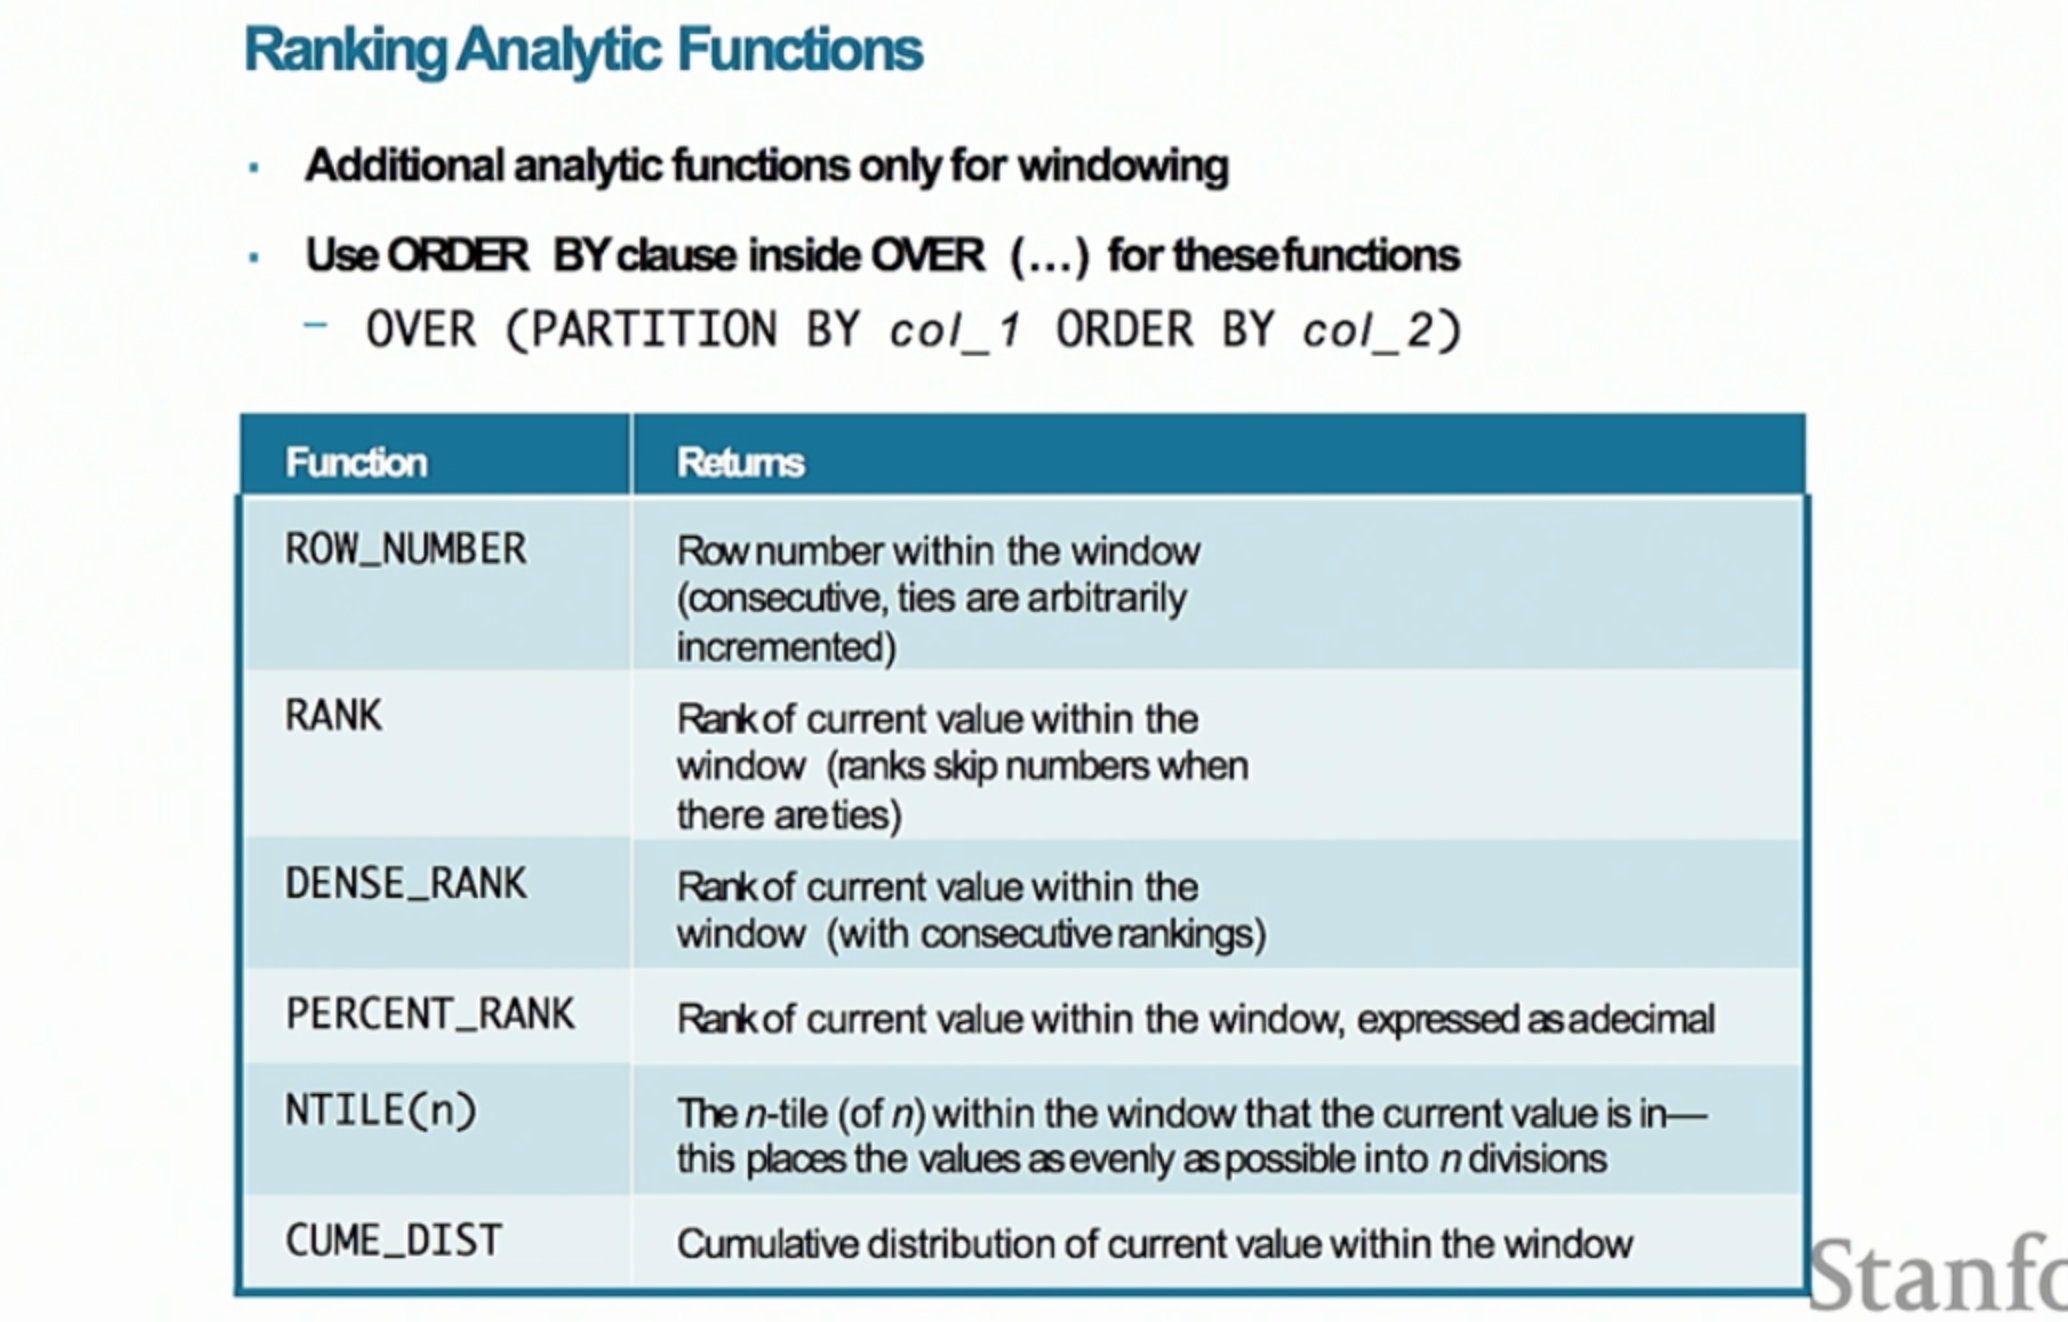 Ranking Analytic Functions
· Additional analytic functions only for windowing
· Use ORDER BY clause inside OVER (...) for these functions
– OVER (PARTITION BY col_1 ORDER BY col_2)
Function Returns
ROW_NUMBER Row number within the window
(consecutive, ties are arbitrarily
incremented)
RANK Rank of current value within the
window (ranks skip numbers when
there are ties)
DENSE_RANK Rank of current value within the
window (with consecutive rankings)
PERCENT_RANK Rank of current value within the window, expressed as a decimal
NTILE(n) The n-tile (of n) within the window that the current value is in—
this places the values as evenly as possible into n divisions
CUME_DIST Cumulative distribution of current value within the window
Stanfo